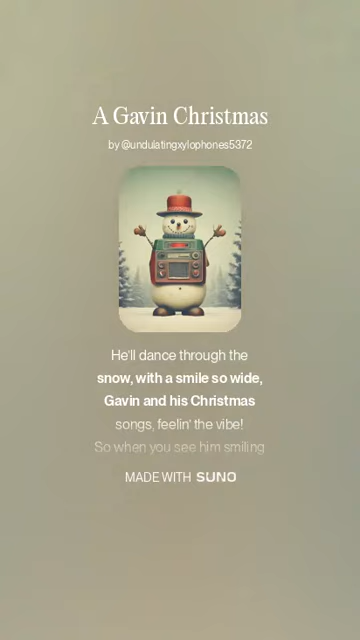 A Gavin Christmas
by @undulatingxylophones5372
He'll dance through the
snow, with a smile so wide,
Gavin and his Christmas
songs, feelin' the vibe!
So when you see him smiling
MADE WITH SUNO